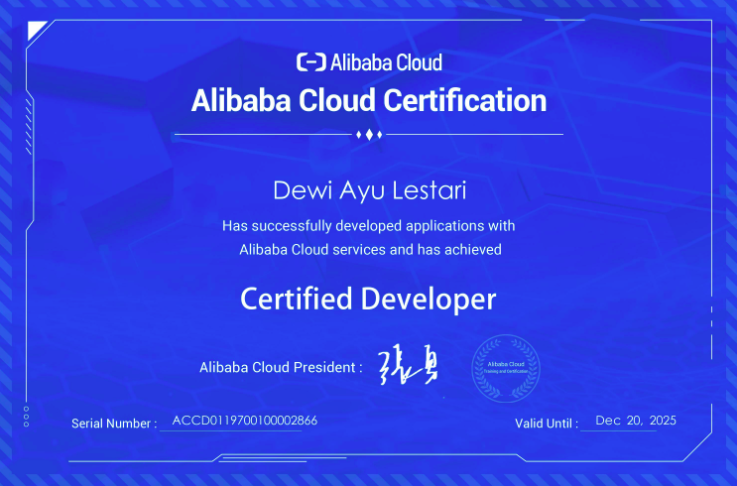 Alibaba Cloud
Alibaba Cloud Certification
Dewi Ayu Lestari
Has successfully developed applications with
Alibaba Cloud services and has achieved
Certified Developer
Alibaba Cloud President :
Alibaba Cloud
Training and Certification
Serial Number : ACCD0119700100002866
Valid Until : Dec 20, 2025